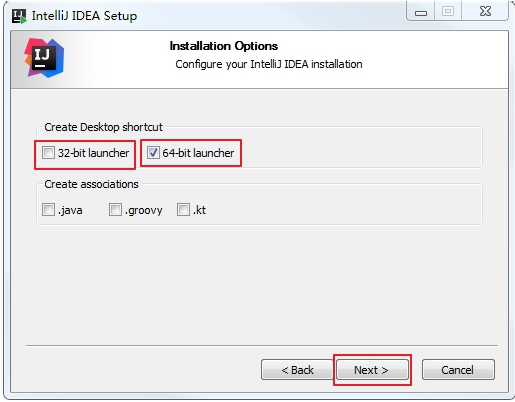 IntelliJ IDEA Setup
IJ
Installation Options
Configure your IntelliJ IDEA installation
Create Desktop shortcut
32-bit launcher 64-bit launcher
Create associations
.java .groovy .kt
< Back Next > Cancel